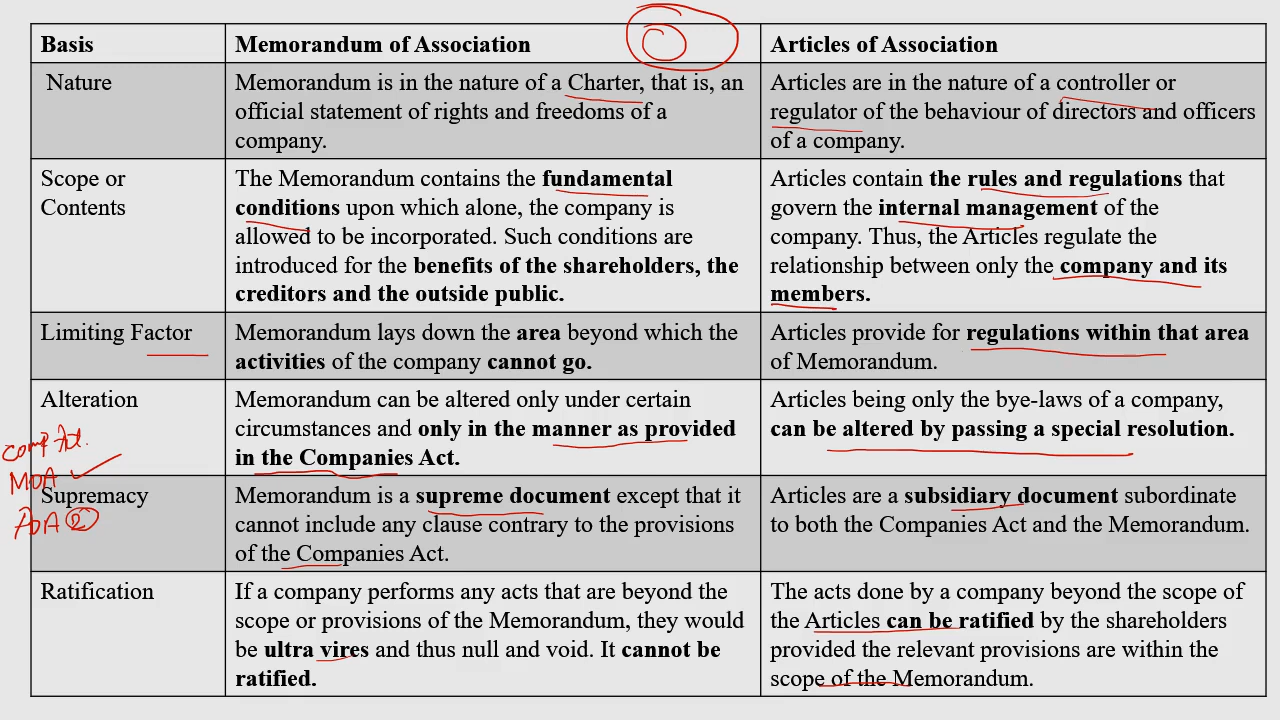 Basis Memorandum of Association Articles of Association
Nature
Memorandum is in the nature of a Charter, that is, an
official statement of rights and freedoms of a
company.
Articles are in the nature of a controller or
regulator of the behaviour of directors and officers
of a company.
Scope or
Contents
The Memorandum contains the fundamental
conditions upon which alone, the company is
allowed to be incorporated. Such conditions are
introduced for the benefits of the shareholders, the
creditors and the outside public.
Articles contain the rules and regulations that
govern the internal management of the
company. Thus, the Articles regulate the
relationship between only the company and its
members.
Limiting Factor
Memorandum lays down the area beyond which the
activities of the company cannot go.
Articles provide for regulations within that area
of Memorandum.
Alteration
Memorandum can be altered only under certain
circumstances and only in the manner as provided
in the Companies Act.
Articles being only the bye-laws of a company,
can be altered by passing a special resolution.
Comp Act.
MOA
AOA 2
Supremacy
Memorandum is a supreme document except that it
cannot include any clause contrary to the provisions
of the Companies Act.
Articles are a subsidiary document subordinate
to both the Companies Act and the Memorandum.
Ratification
If a company performs any acts that are beyond the
scope or provisions of the Memorandum, they would
be ultra vires and thus null and void. It cannot be
ratified.
The acts done by a company beyond the scope of
the Articles can be ratified by the shareholders
provided the relevant provisions are within the
scope of the Memorandum.